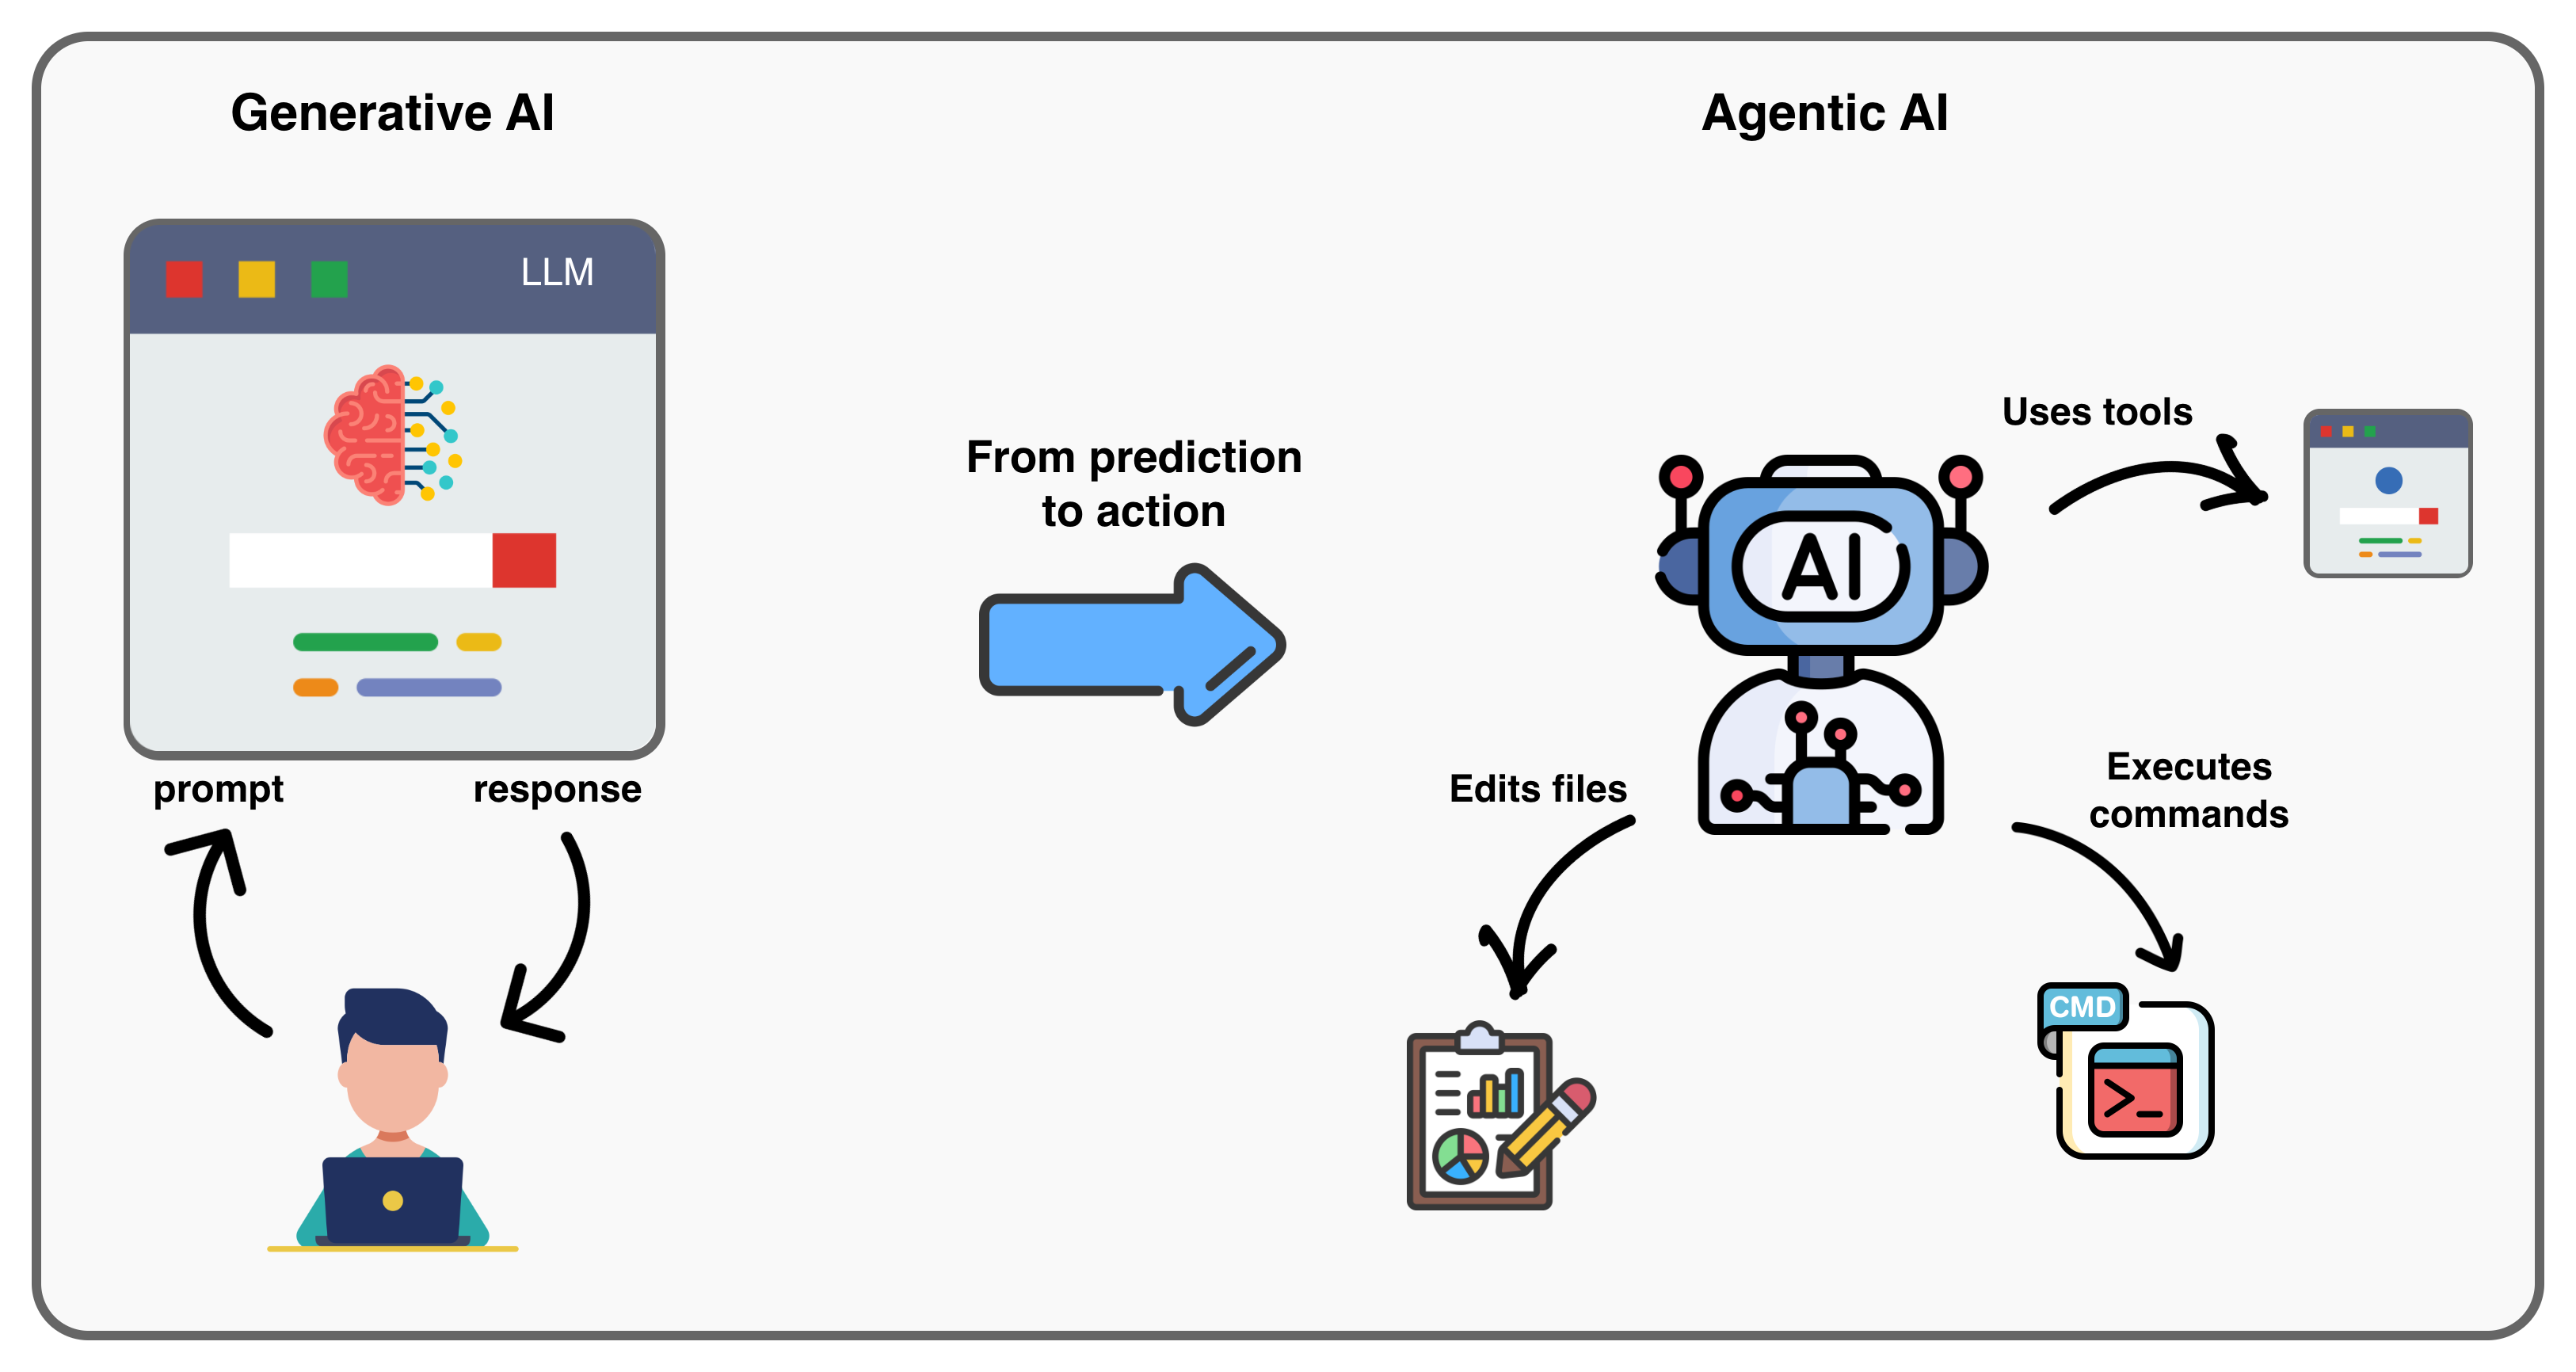 Generative AI
Agentic AI
LLM
prompt
response
From prediction
to action
AI
Uses tools
Edits files
Executes
commands
CMD
>_